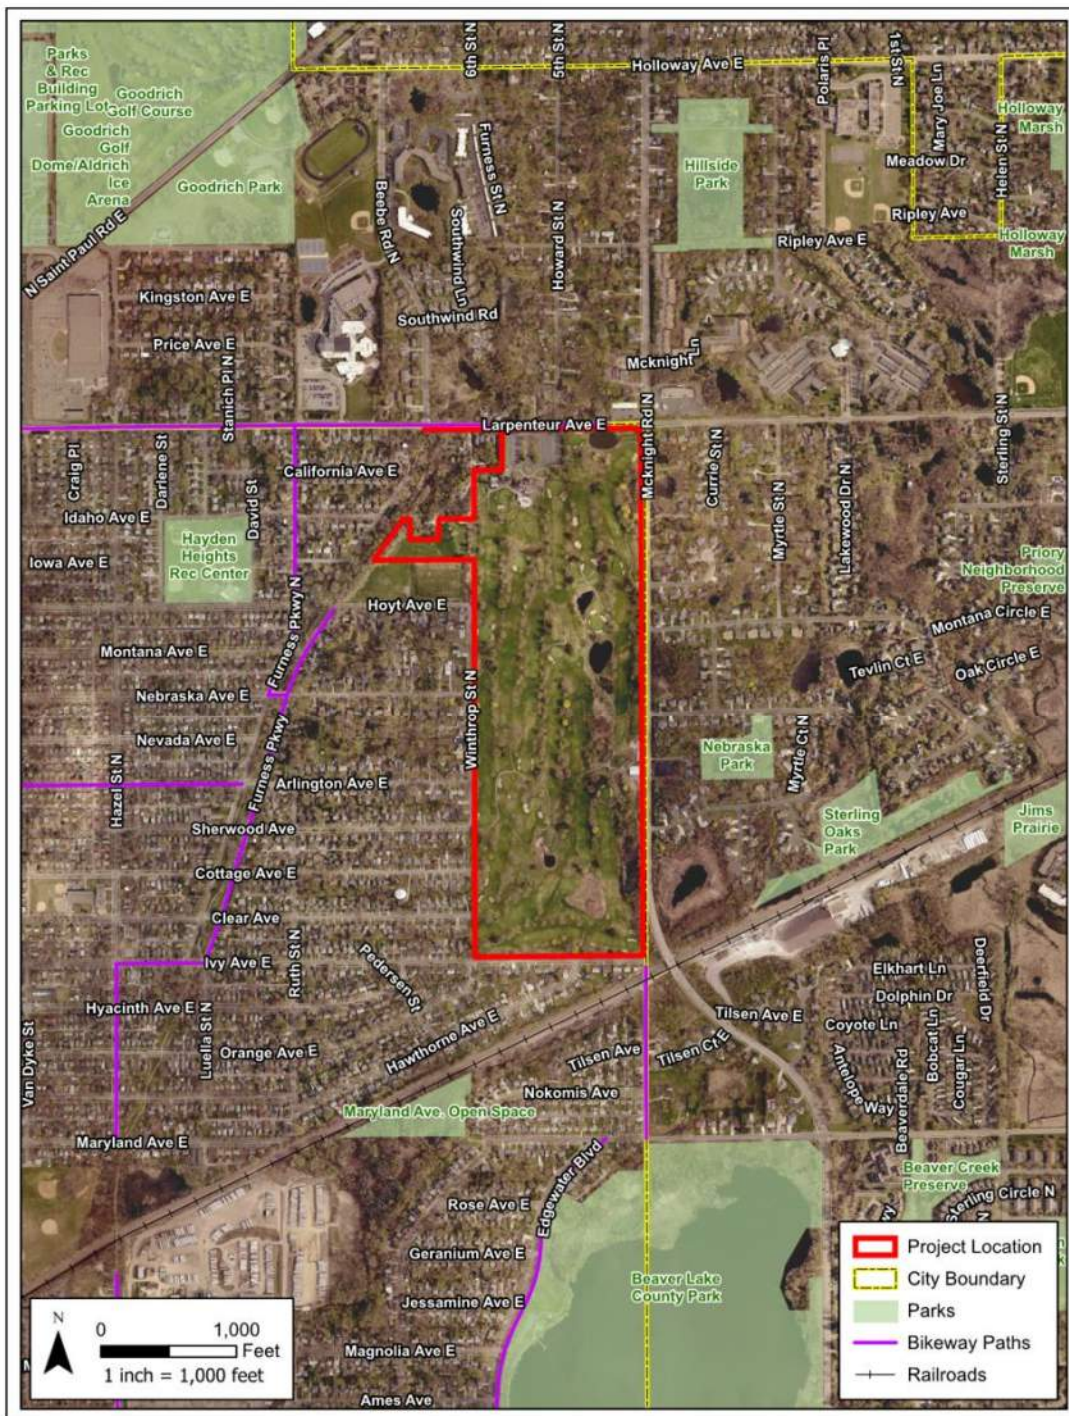 6th St N
5th St N
Holloway Ave E
Polaris Pl
1st St N
Mary Joe Ln
Helen St N
Holloway
Marsh
Parks
& Rec
Building
Parking Lot
Goodrich
Golf Course
Goodrich
Golf
Dome/Aldrich
Ice
Arena
Goodrich Park
Furness St N
Beebe Rd N
Southwind Ln
Howard St N
Hillside
Park
Meadow Dr
Ripley Ave
Ripley Ave E
Holloway
Marsh
N Saint Paul Rd E
Kingston Ave E
Southwind Rd
Price Ave E
Stanich Pl N
Mcknight Ln
Larpenteur Ave E
Mcknight Rd N
Sterling St N
Craig Pl
Darlene St
David St
California Ave E
Currie St N
Myrtle St N
Lakewood Dr N
Idaho Ave E
Iowa Ave E
Hayden
Heights
Rec Center
Priory
Neighborhood
Preserve
Furness Pkwy N
Hoyt Ave E
Montana Circle E
Montana Ave E
Tevlin Ct E
Oak Circle E
Nebraska Ave E
Winthrop St N
Nevada Ave E
Nebraska
Park
Myrtle Ct N
Furness Pkwy
Hazel St N
Arlington Ave E
Sherwood Ave
Sterling
Oaks
Park
Jims
Prairie
Cottage Ave E
Clear Ave
Ruth St N
Ivy Ave E
Pedersen St
Elkhart Ln
Deerfield Dr
Dolphin Dr
Hyacinth Ave E
Luella St N
Tilsen Ave E
Coyote Ln
Bobcat Ln
Cougar Ln
Hawthorne Ave E
Orange Ave E
Van Dyke St
Tilsen Ave
Tilsen Ct E
Antelope
Way
Beaverdale Rd
Nokomis Ave
Maryland Ave. Open Space
Maryland Ave E
Edgewater Blvd
Beaver Creek
Preserve
Rose Ave E
Sterling Circle N
Geranium Ave E
Beaver Lake
County Park
Jessamine Ave E
Magnolia Ave E
Ames Ave
N
0
1,000
Feet
1 inch = 1,000 feet
Project Location
City Boundary
Parks
Bikeway Paths
Railroads